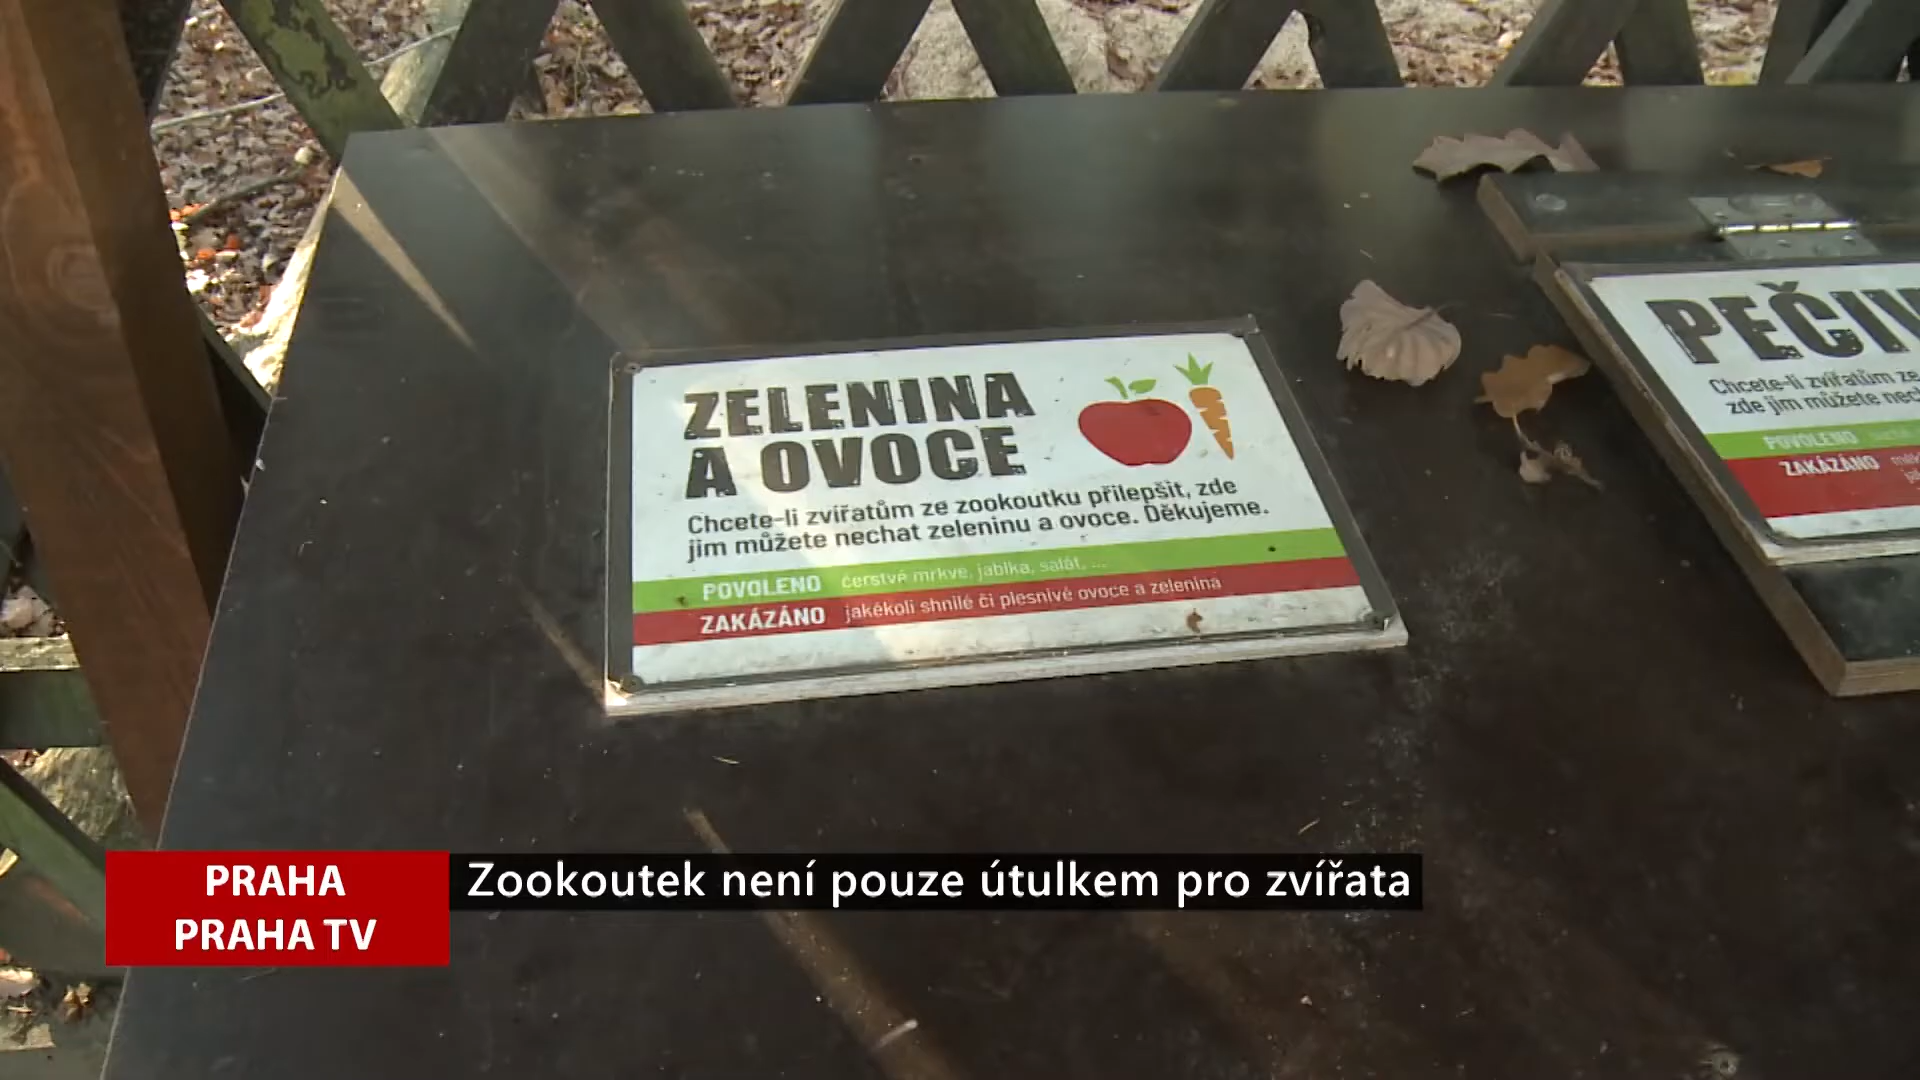 ZELENINA
A OVOCE
Chcete-li zvířatům ze zookoutku přilepšit, zde
jim můžete nechat zeleninu a ovoce. Děkujeme.
POVOLENO čerstvé mrkve, jablka, salát, ...
ZAKÁZÁNO jakékoli shnilé či plesnivé ovoce a zelenina
Chcete-li zvířatům ze
zde jim můžete
POVOLENO
ZAKÁZÁNO
PRAHA
PRAHA TV
Zookoutek není pouze útulkem pro zvířata